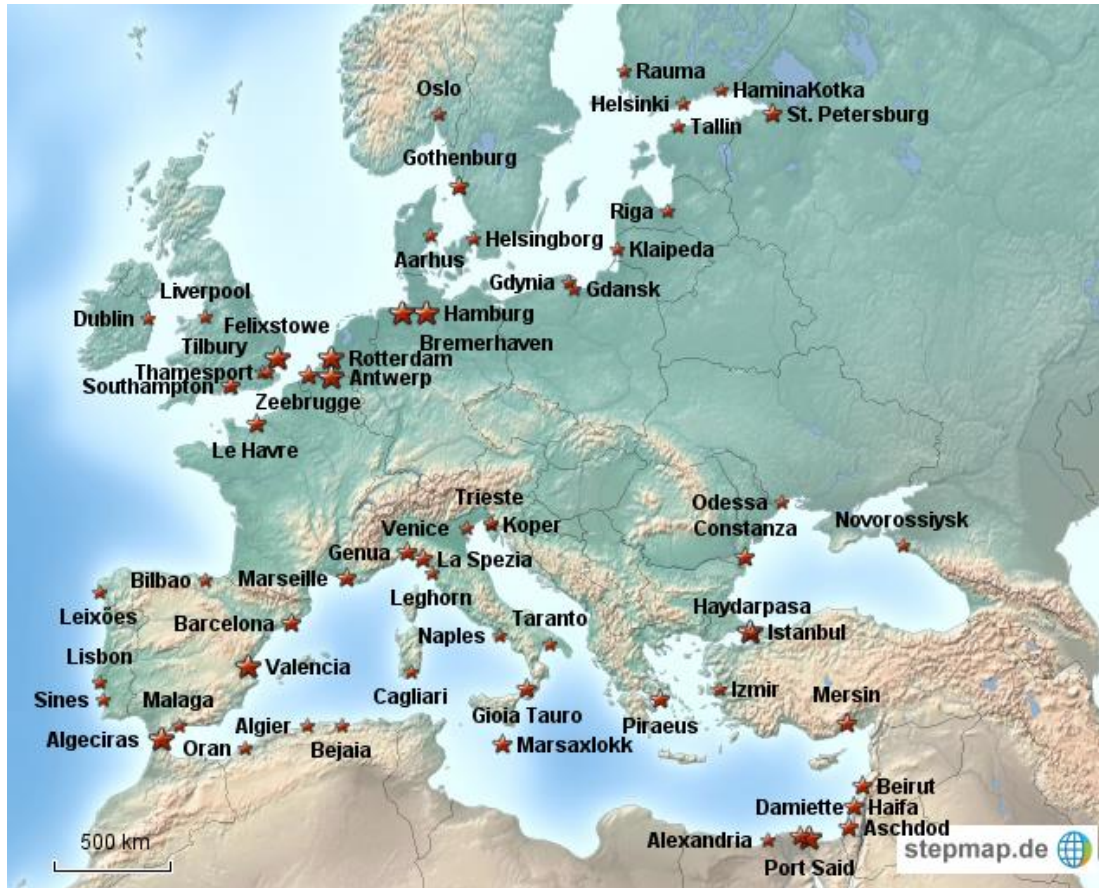 Rauma
Oslo
HaminaKotka
Helsinki
St. Petersburg
Tallin
Gothenburg
Riga
Helsingborg
Klaipeda
Aarhus
Gdynia
Gdansk
Liverpool
Dublin
Felixstowe
Hamburg
Bremerhaven
Tilbury
Rotterdam
Thamesport
Antwerp
Southampton
Zeebrugge
Le Havre
Trieste
Odessa
Venice
Koper
Constanza
Novorossiysk
Genua
La Spezia
Bilbao
Marseille
Leghorn
Leixões
Barcelona
Taranto
Haydarpasa
Naples
Istanbul
Lisbon
Valencia
Cagliari
Izmir
Mersin
Sines
Malaga
Gioia Tauro
Piraeus
Algeciras
Algier
Oran
Bejaia
Marsaxlokk
Beirut
Damiette
Haifa
Aschdod
Alexandria
500 km
Port Said
stepmap.de